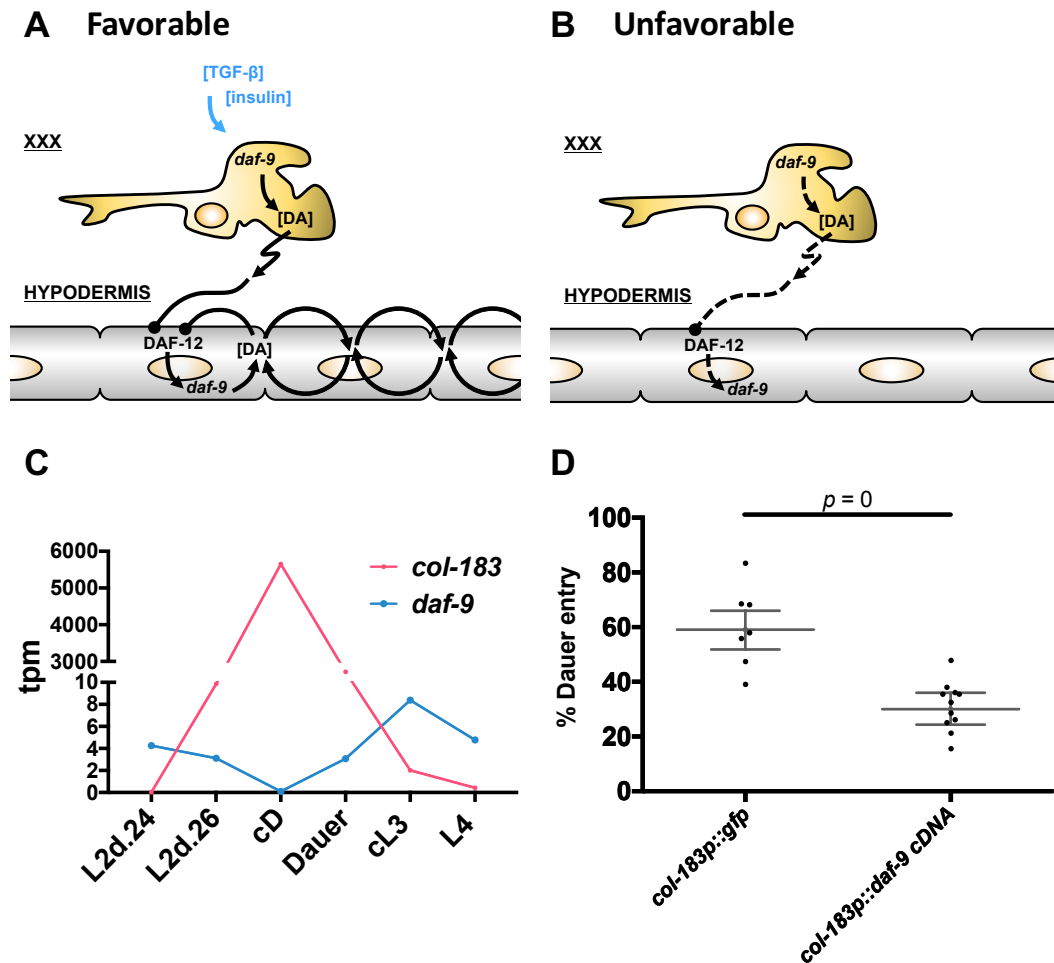 A Favorable
[TGF-β]
[insulin]
XXX
daf-9
[DA]
HYPODERMIS
DAF-12
[DA]
daf-9
B Unfavorable
XXX
daf-9
[DA]
HYPODERMIS
DAF-12
daf-9
C
tpm
6000
5000
4000
3000
10
8
6
4
2
0
col-183
daf-9
L2d.24
L2d.26
cD
Dauer
cL3
L4
D
p = 0
% Dauer entry
100
80
60
40
20
0
col-183p::gfp
col-183p::daf-9 cDNA